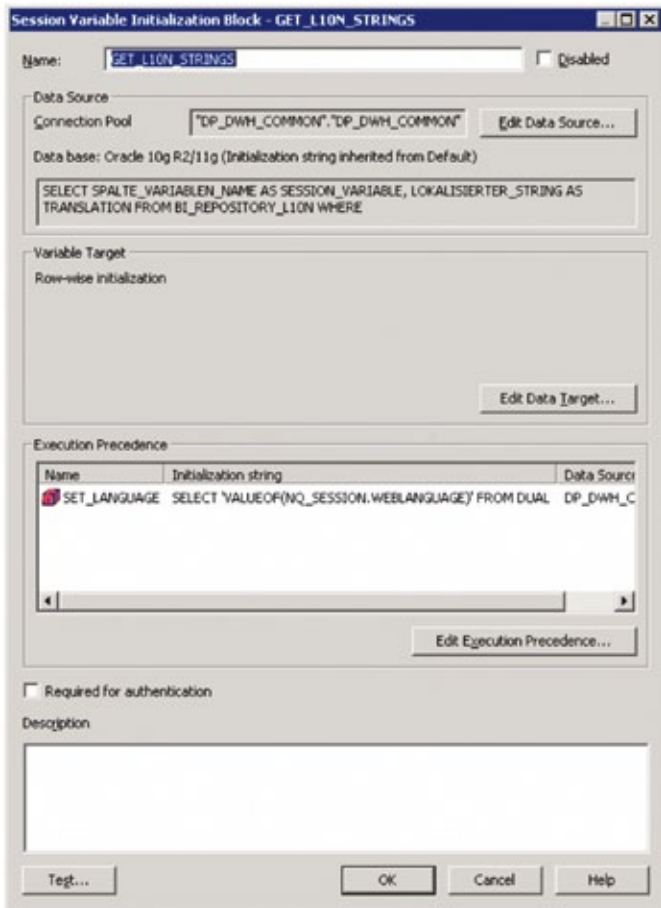 Session Variable Initialization Block - GET_L10N_STRINGS
Name: GET_L10N_STRINGS Disabled
Data Source
Connection Pool "DP_DWH_COMMON"."DP_DWH_COMMON" Edit Data Source...
Data base: Oracle 10g R2/11g (Initialization string inherited from Default)
SELECT SPALTE_VARIABLEN_NAME AS SESSION_VARIABLE, LOKALISIERTER_STRING AS
TRANSLATION FROM BI_REPOSITORY_L10N WHERE
Variable Target
Row-wise initialization
Edit Data Target...
Execution Precedence
Name Initialization string Data Source
SET_LANGUAGE SELECT 'VALUEOF(NQ_SESSION.WEBLANGUAGE)' FROM DUAL DP_DWH_C
Edit Execution Precedence...
Required for authentication
Description
Test... OK Cancel Help